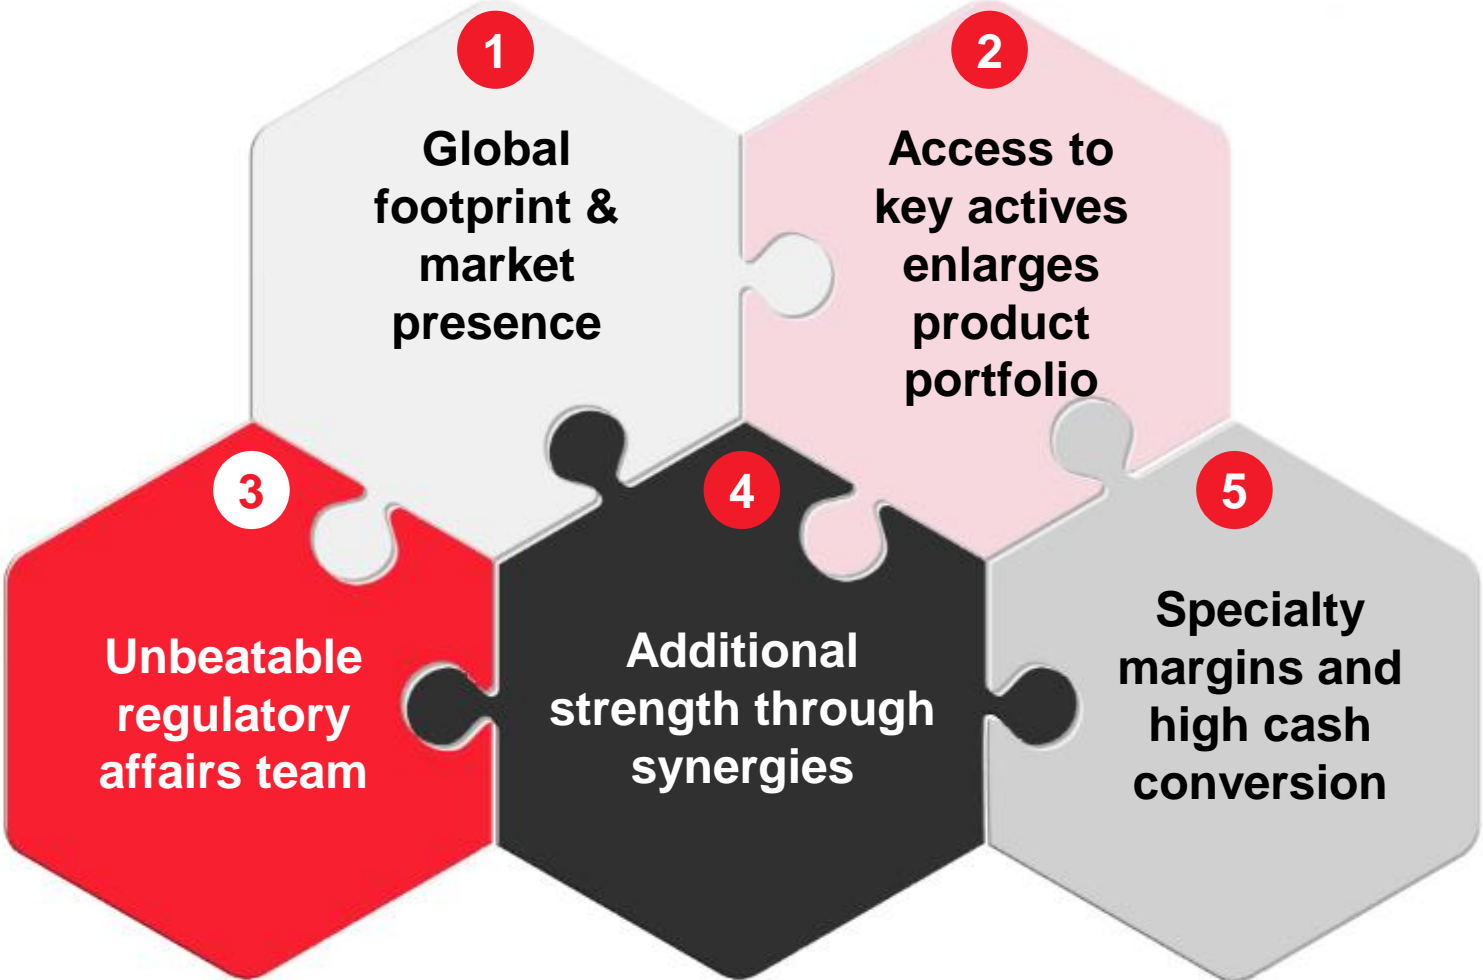 1
Global
footprint &
market
presence
2
Access to
key actives
enlarges
product
portfolio
3
Unbeatable
regulatory
affairs team
4
Additional
strength through
synergies
5
Specialty
margins and
high cash
conversion